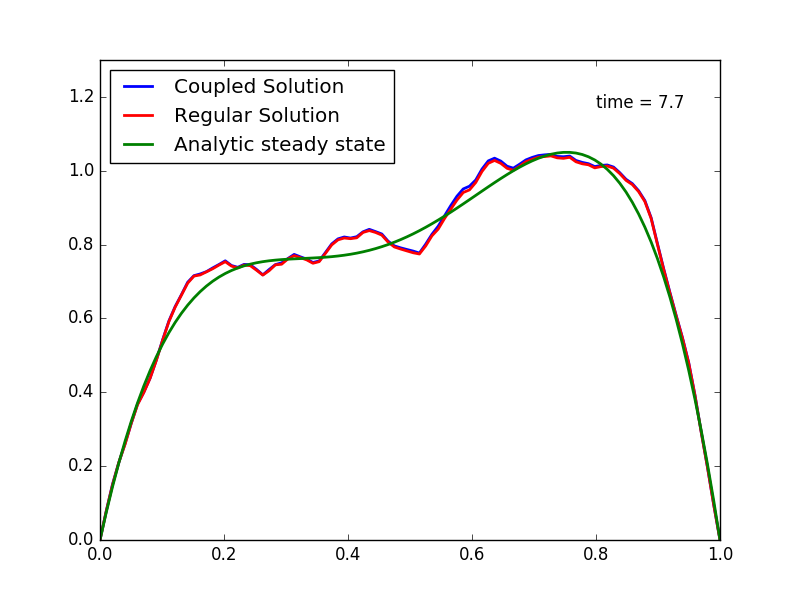 Coupled Solution
Regular Solution
Analytic steady state
time = 7.7
1.2
1.0
0.8
0.6
0.4
0.2
0.0
0.0 0.2 0.4 0.6 0.8 1.0